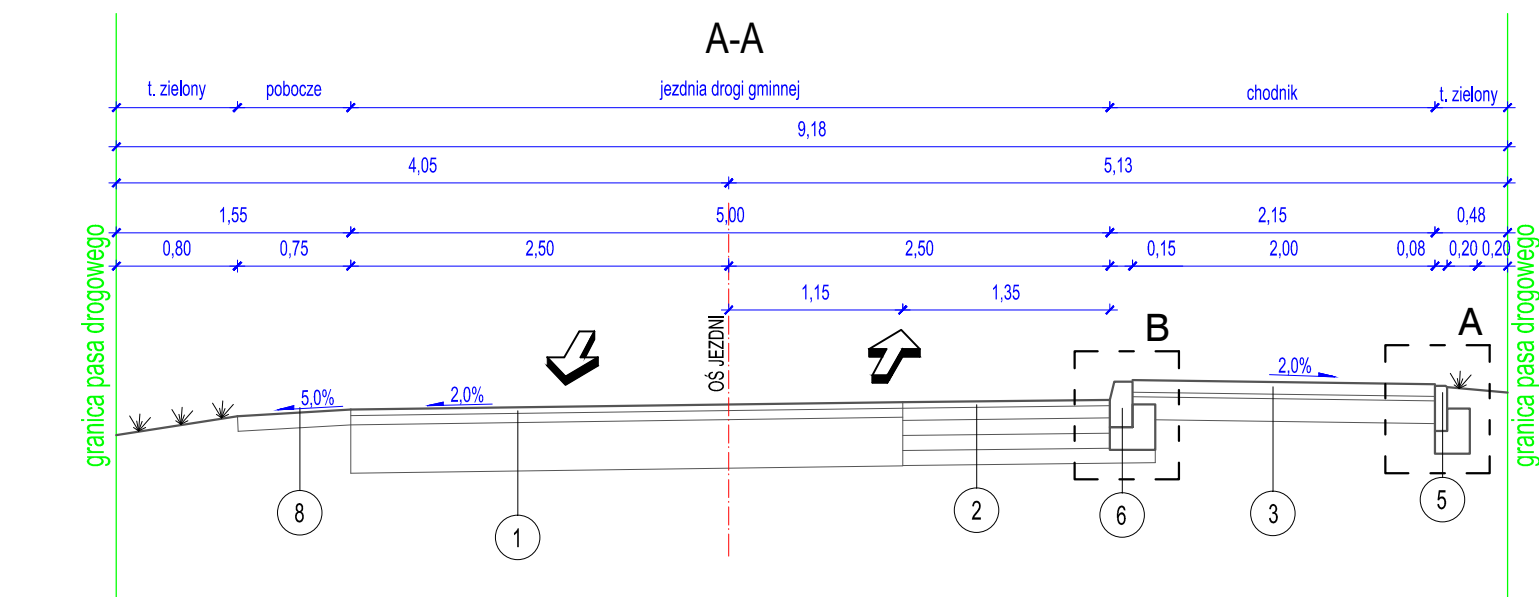 A-A
t. zielony pobocze jezdnia drogi gminnej chodnik t. zielony
9,18
4,05 5,13
1,55 5,00 2,15 0,48
0,80 0,75 2,50 2,50 0,15 2,00 0,08 0,20 0,20
1,15 1,35
granica pasa drogowego
OŚ JEZDNI
granica pasa drogowego
B A
5,0% 2,0% 2,0%
8 1 2 6 3 5